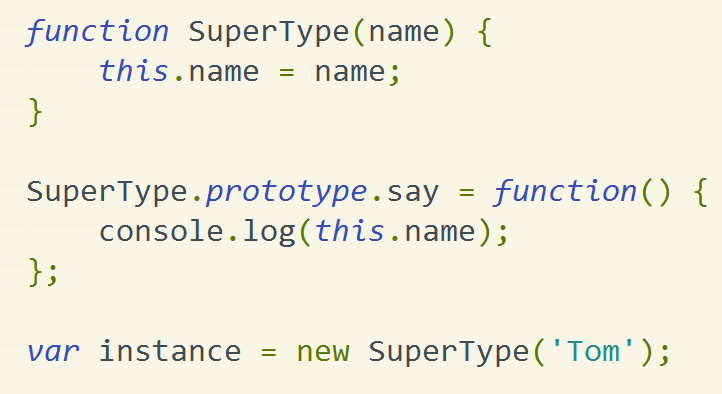 function SuperType(name) {
    this.name = name;
}

SuperType.prototype.say = function() {
    console.log(this.name);
};

var instance = new SuperType('Tom');